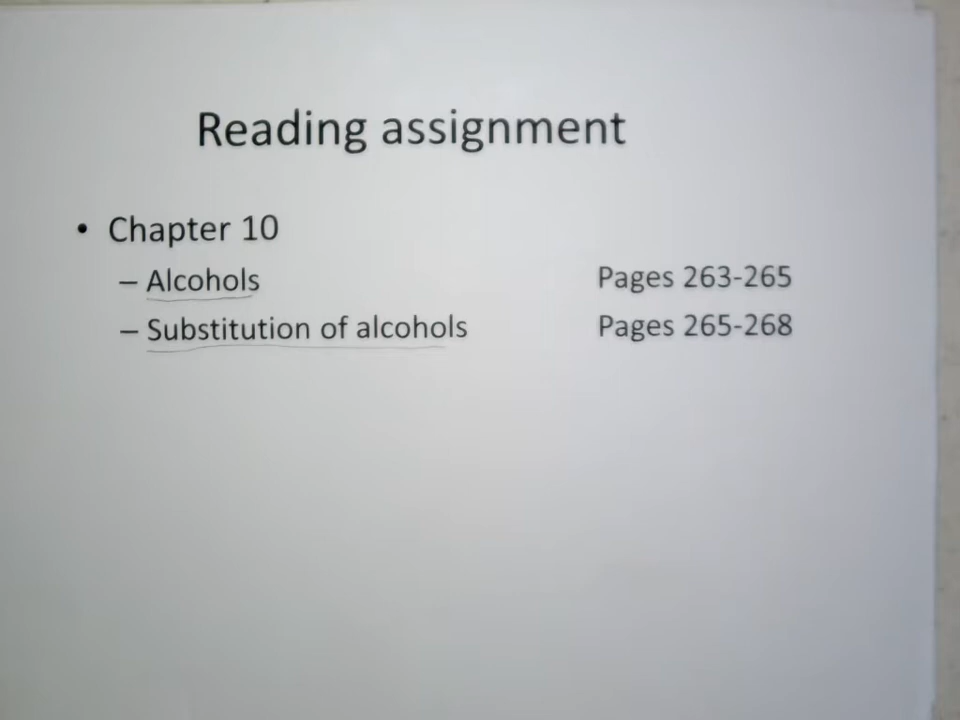 Reading assignment
• Chapter 10
– Alcohols Pages 263-265
– Substitution of alcohols Pages 265-268